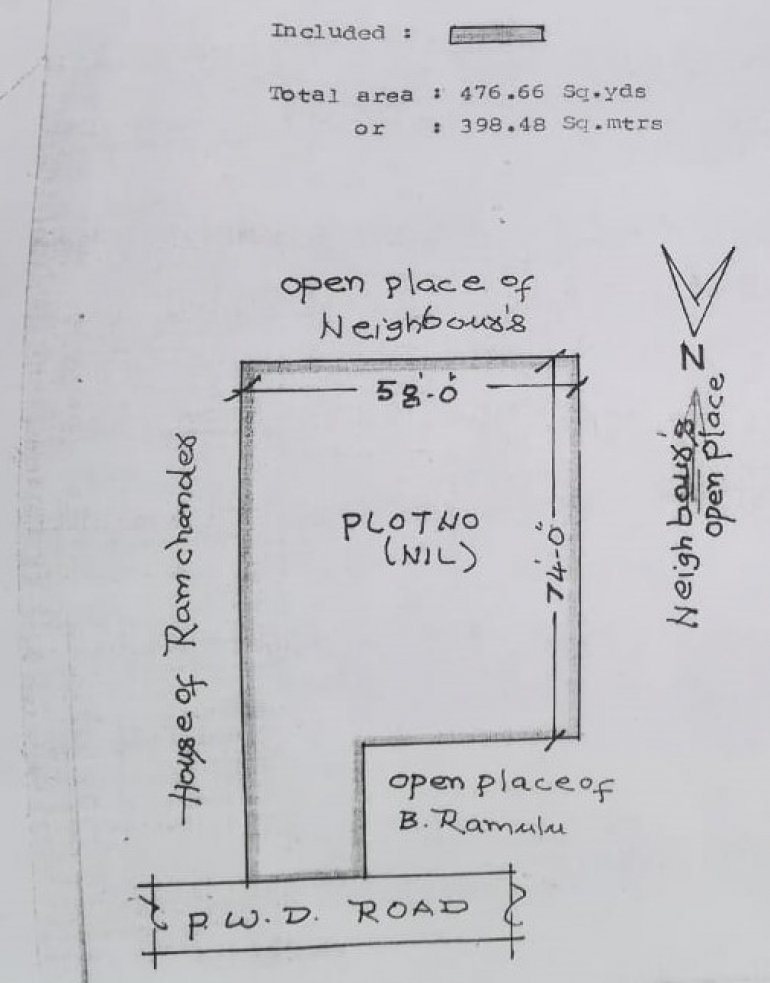 Included :
Total area : 476.66 Sq.yds
or : 398.48 Sq.mtrs
open place of
Neighbour's
58'-0"
N
PLOT NO
(NIL)
74'-0"
House of Ramchander
Neighbour's
open place
open place of
B. Ramulu
P.W.D. ROAD